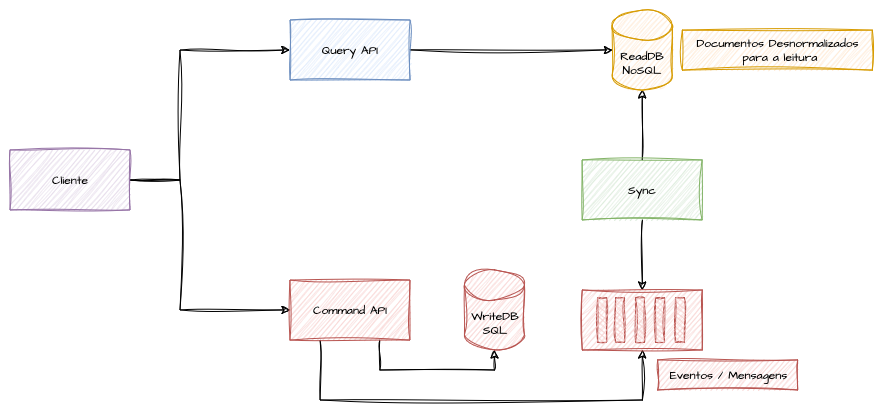 Query API
ReadDB
NoSQL
Documentos Desnormalizados
para a leitura
Cliente
Sync
Command API
WriteDB
SQL
Eventos / Mensagens